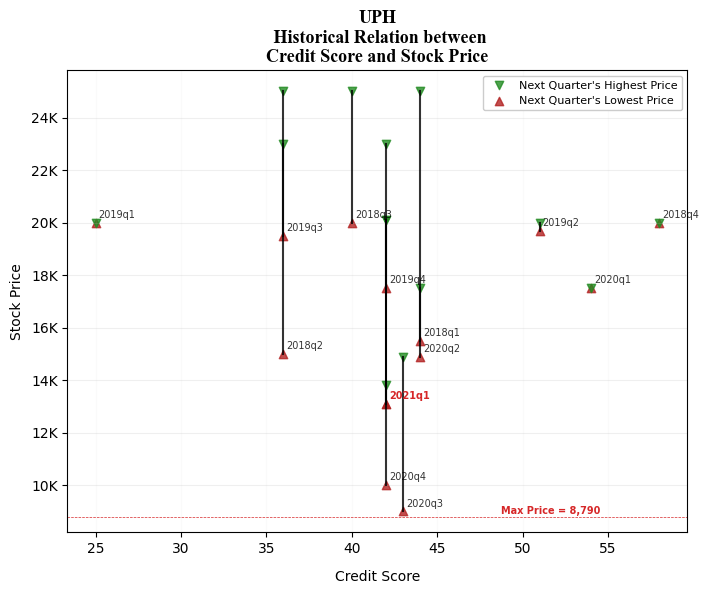 UPH
Historical Relation between
Credit Score and Stock Price
Next Quarter's Highest Price
Next Quarter's Lowest Price
24K
22K
20K
18K
16K
14K
12K
10K
Stock Price
2019q1
2018q3
2018q4
2019q2
2019q3
2019q4
2020q1
2018q1
2018q2
2020q2
2021q1
2020q4
2020q3
Max Price = 8,790
25
30
35
40
45
50
55
Credit Score